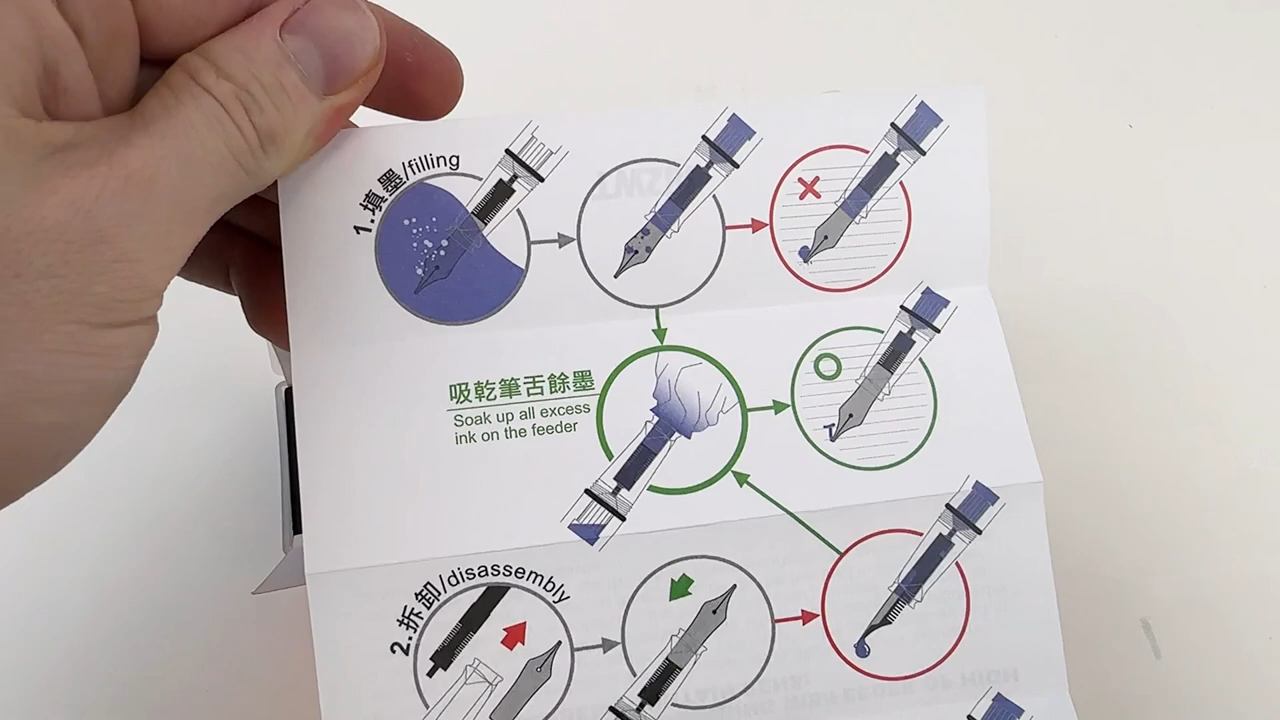 1.填墨/filling
吸乾筆舌餘墨
Soak up all excess
ink on the feeder
T
2.拆卸/disassembly